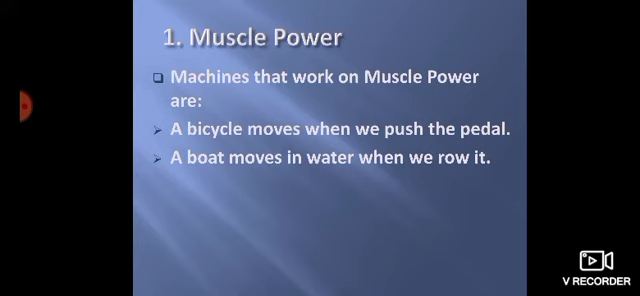 1. Muscle Power
Machines that work on Muscle Power
are:
A bicycle moves when we push the pedal.
A boat moves in water when we row it.
V RECORDER